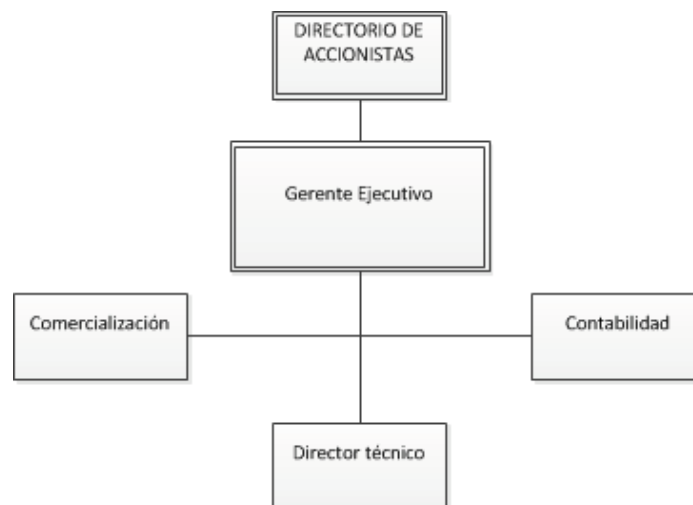 DIRECTORIO DE
ACCIONISTAS
Gerente Ejecutivo
Comercialización
Contabilidad
Director técnico